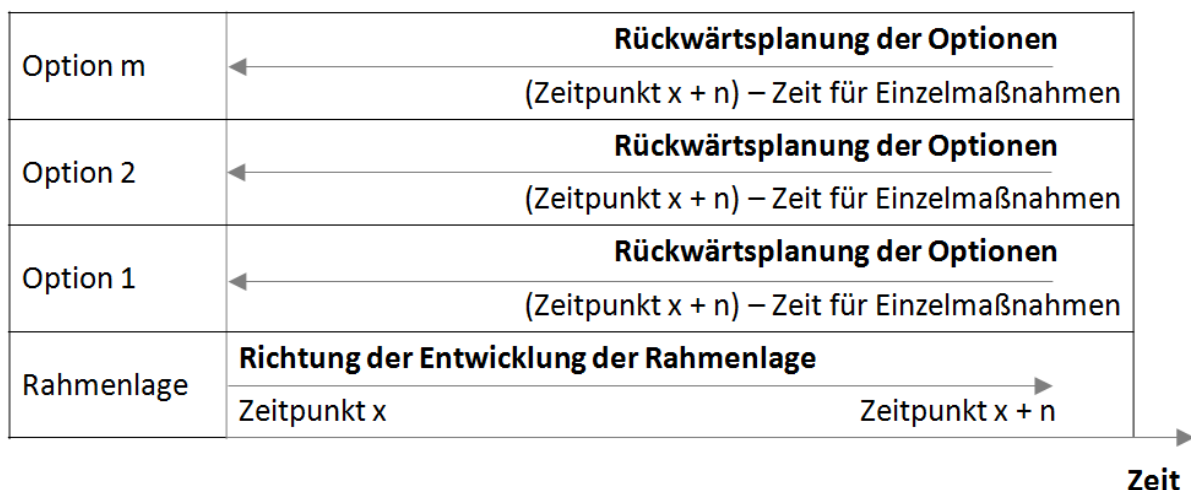 Option m
Rückwärtsplanung der Optionen
(Zeitpunkt x + n) – Zeit für Einzelmaßnahmen
Option 2
Rückwärtsplanung der Optionen
(Zeitpunkt x + n) – Zeit für Einzelmaßnahmen
Option 1
Rückwärtsplanung der Optionen
(Zeitpunkt x + n) – Zeit für Einzelmaßnahmen
Rahmenlage
Richtung der Entwicklung der Rahmenlage
Zeitpunkt x
Zeitpunkt x + n
Zeit